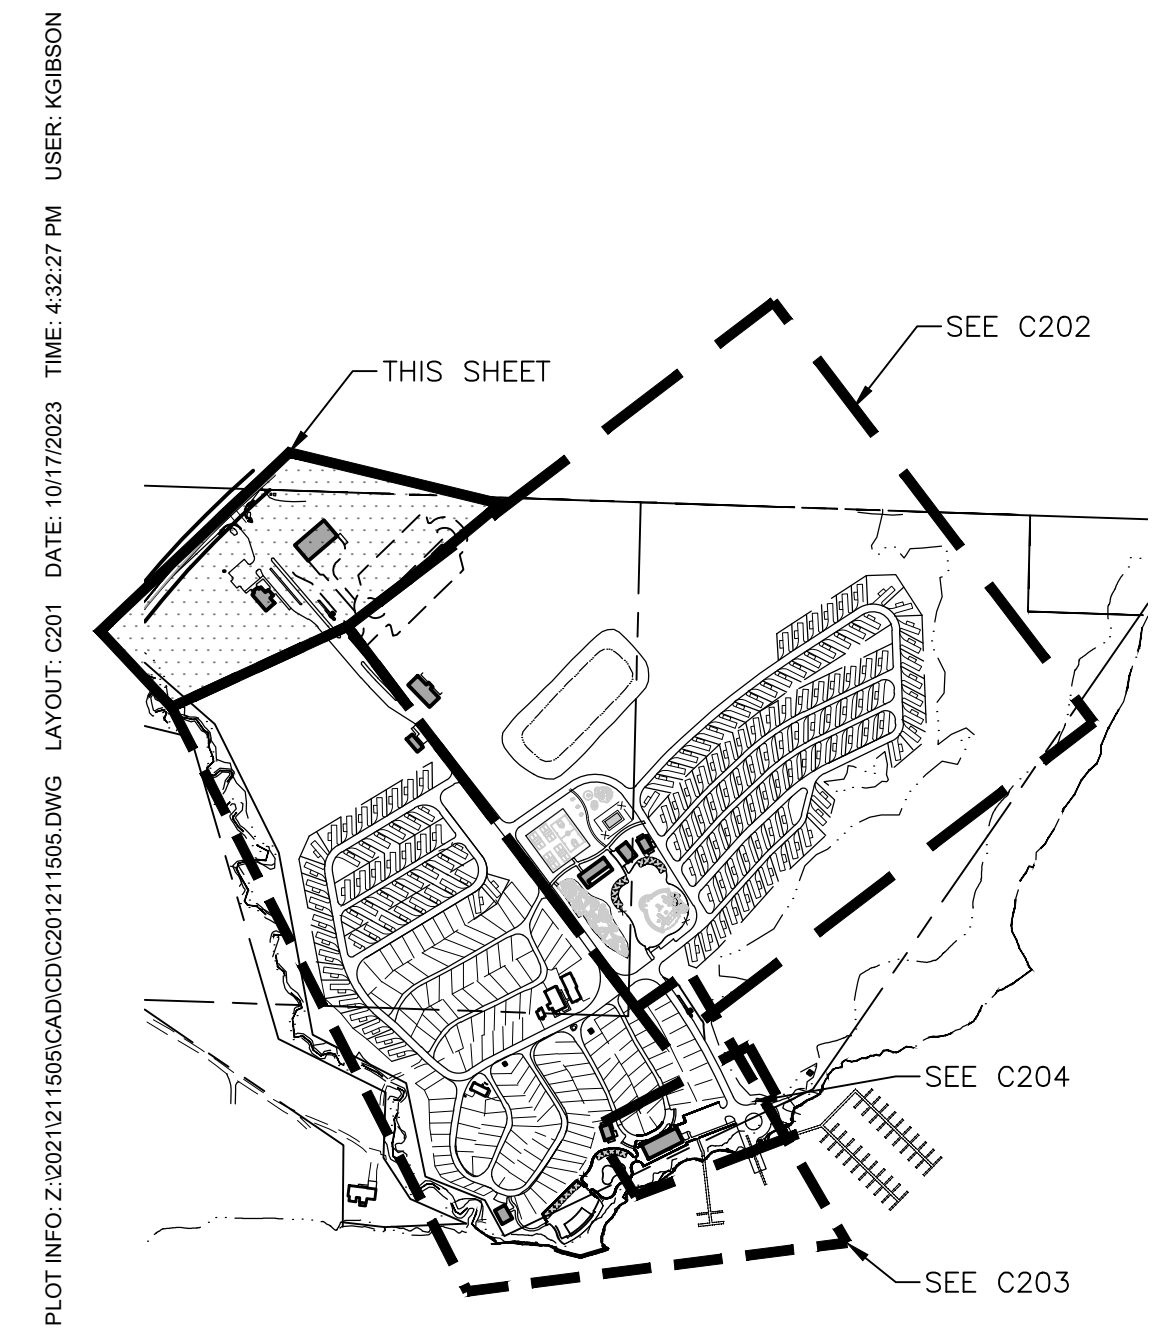 PLOT INFO: Z:\2021\211505\CAD\CD\C201211505.DWG LAYOUT: C201 DATE: 10/17/2023 TIME: 4:32:27 PM USER: KGIBSON
SEE C202
THIS SHEET
SEE C204
SEE C203